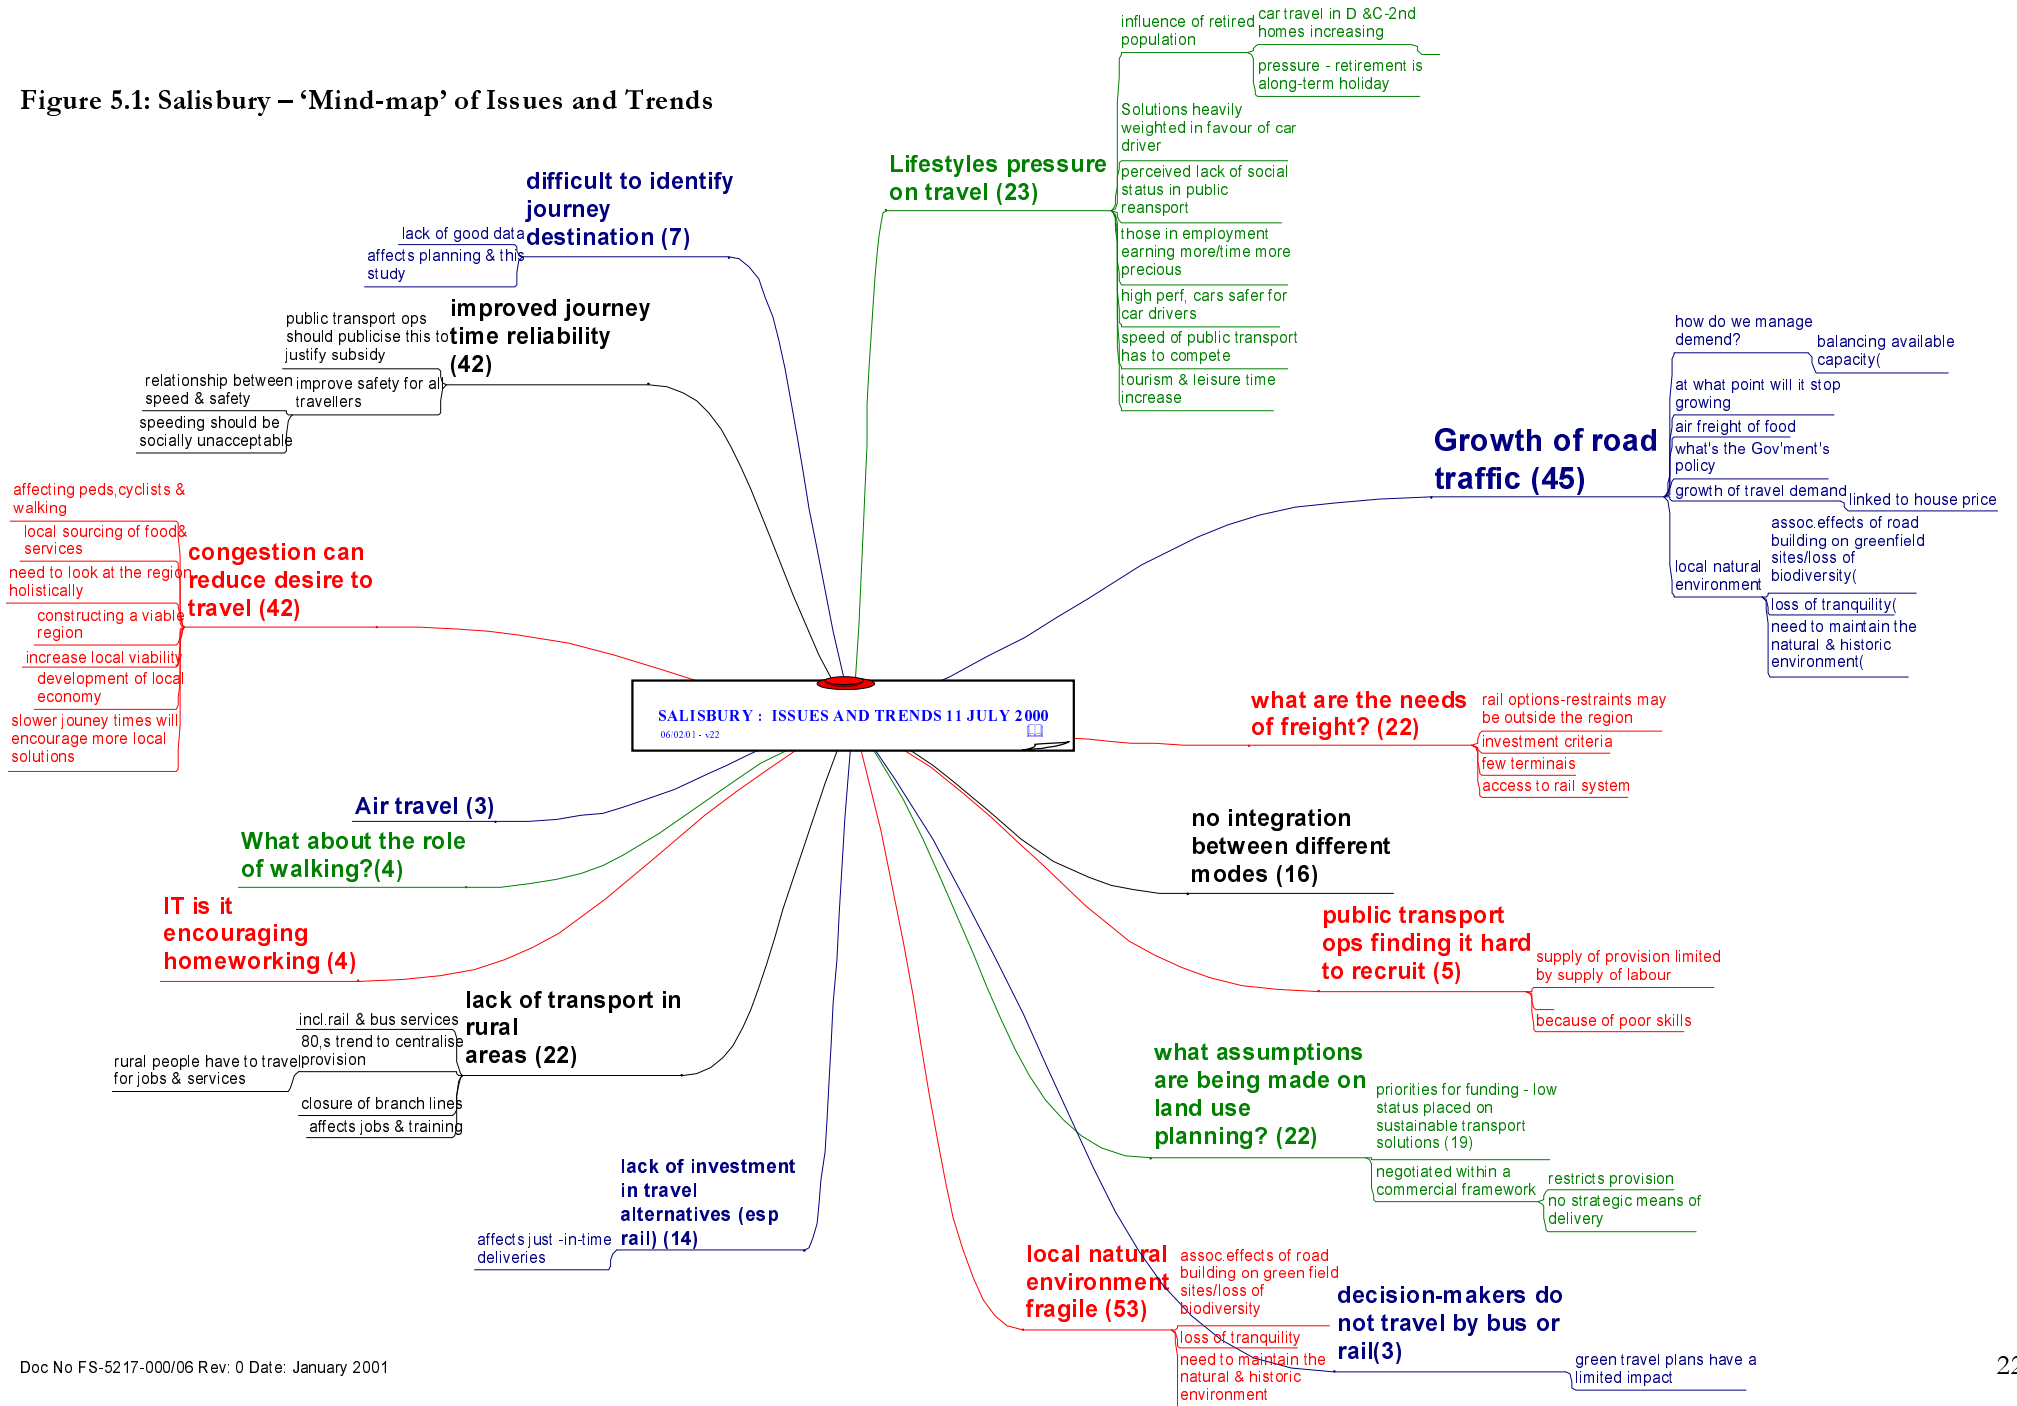 Figure 5.1: Salisbury – ‘Mind-map’ of Issues and Trends
influence of retired
population
car travel in D &C-2nd
homes increasing
pressure - retirement is
along-term holiday
Solutions heavily
weighted in favour of car
driver
Lifestyles pressure
on travel (23)
perceived lack of social
status in public
reansport
those in employment
earning more/time more
precious
high perf, cars safer for
car drivers
speed of public transport
has to compete
tourism & leisure time
increase
difficult to identify
journey
destination (7)
lack of good data
affects planning & this
study
improved journey
time reliability
(42)
public transport ops
should publicise this to
justify subsidy
improve safety for all
travellers
relationship between
speed & safety
speeding should be
socially unacceptable
Growth of road
traffic (45)
how do we manage
demend?
balancing available
capacity(
at what point will it stop
growing
air freight of food
what's the Gov'ment's
policy
growth of travel demand
linked to house price
local natural
environment
assoc.effects of road
building on greenfield
sites/loss of
biodiversity(
loss of tranquility(
need to maintain the
natural & historic
environment(
congestion can
reduce desire to
travel (42)
affecting peds,cyclists &
walking
local sourcing of food&
services
need to look at the region
holistically
constructing a viable
region
increase local viability
development of local
economy
slower jouney times will
encourage more local
solutions
SALISBURY : ISSUES AND TRENDS 11 JULY 2000
06/02/01 - v22
what are the needs
of freight? (22)
rail options-restraints may
be outside the region
investment criteria
few terminais
access to rail system
Air travel (3)
What about the role
of walking?(4)
IT is it
encouraging
homeworking (4)
no integration
between different
modes (16)
public transport
ops finding it hard
to recruit (5)
supply of provision limited
by supply of labour
because of poor skills
lack of transport in
rural
areas (22)
incl.rail & bus services
80,s trend to centralise
provision
rural people have to travel
for jobs & services
closure of branch lines
affects jobs & training
what assumptions
are being made on
land use
planning? (22)
priorities for funding - low
status placed on
sustainable transport
solutions (19)
negotiated within a
commercial framework
restricts provision
no strategic means of
delivery
lack of investment
in travel
alternatives (esp
rail) (14)
affects just -in-time
deliveries
local natural
environment
fragile (53)
assoc.effects of road
building on green field
sites/loss of
biodiversity
loss of tranquility
need to maintain the
natural & historic
environment
decision-makers do
not travel by bus or
rail(3)
green travel plans have a
limited impact
Doc No FS-5217-000/06 Rev: 0 Date: January 2001
22